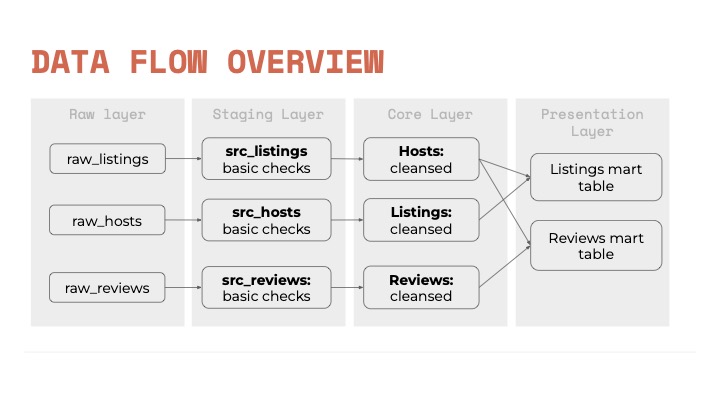 DATA FLOW OVERVIEW
Raw layer
raw_listings
raw_hosts
raw_reviews
Staging Layer
src_listings
basic checks
src_hosts
basic checks
src_reviews:
basic checks
Core Layer
Hosts:
cleansed
Listings:
cleansed
Reviews:
cleansed
Presentation
Layer
Listings mart
table
Reviews mart
table